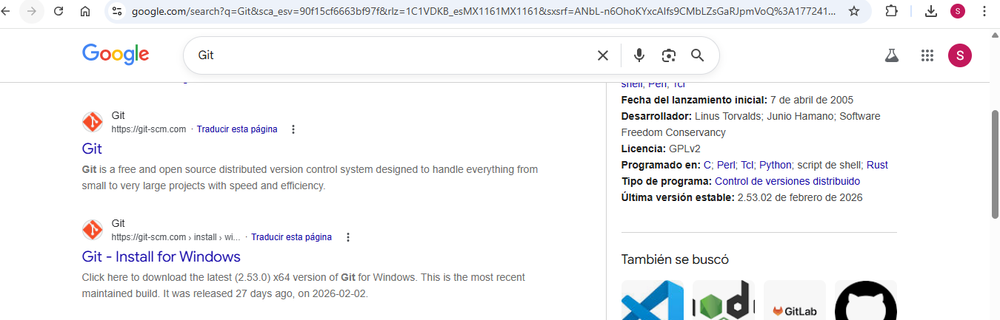 google.com/search?q=Git&sca_esv=90f15cf6663bf97f&rlz=1C1VDKB_esMX1161MX1161&sxsrf=ANbL-n6OhoKYxcAlfs9CMbLZsGaRJpmVoQ%3A177241...
S
Google
Git
S
Git
https://git-scm.com · Traducir esta página
Git
Git is a free and open source distributed version control system designed to handle everything from
small to very large projects with speed and efficiency.
Git
https://git-scm.com › install › wi... · Traducir esta página
Git - Install for Windows
Click here to download the latest (2.53.0) x64 version of Git for Windows. This is the most recent
maintained build. It was released 27 days ago, on 2026-02-02.
shell; Perl; Tcl
Fecha del lanzamiento inicial: 7 de abril de 2005
Desarrollador: Linus Torvalds; Junio Hamano; Software
Freedom Conservancy
Licencia: GPLv2
Programado en: C; Perl; Tcl; Python; script de shell; Rust
Tipo de programa: Control de versiones distribuido
Última versión estable: 2.53.02 de febrero de 2026
También se buscó
GitLab